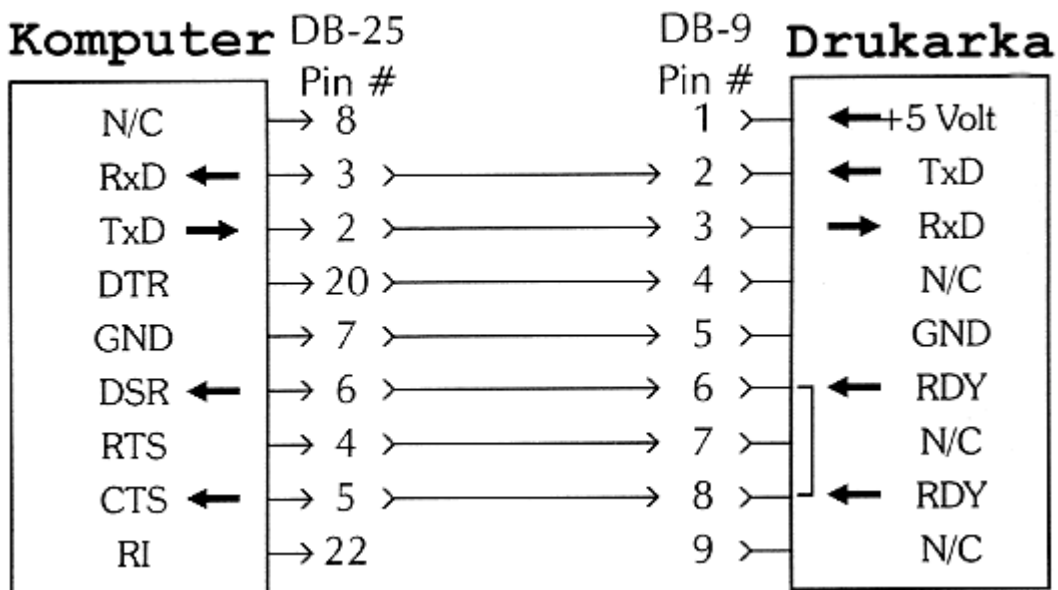 Komputer DB-25 DB-9 Drukarka
Pin # Pin #
N/C 8 1 +5 Volt
RxD 3 2 TxD
TxD 2 3 RxD
DTR 20 4 N/C
GND 7 5 GND
DSR 6 6 RDY
RTS 4 7 N/C
CTS 5 8 RDY
RI 22 9 N/C